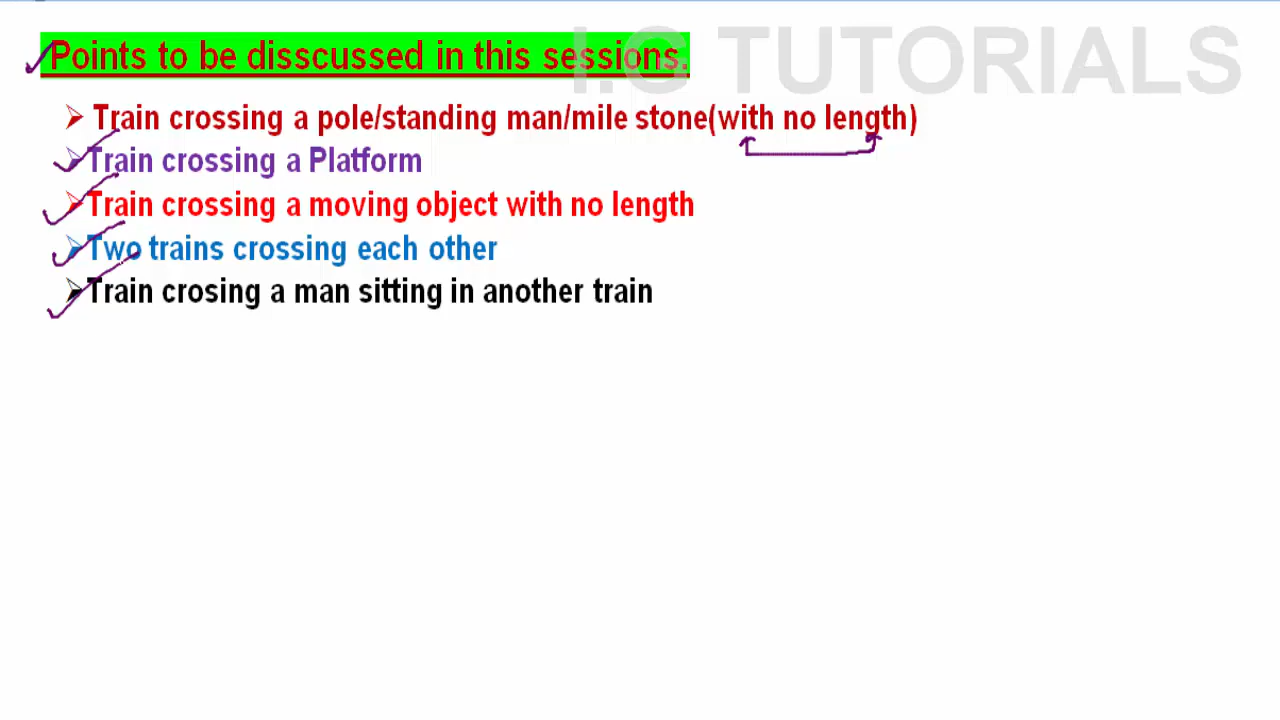 I.G TUTORIALS
Points to be disscussed in this sessions.
Train crossing a pole/standing man/mile stone(with no length)
Train crossing a Platform
Train crossing a moving object with no length
Two trains crossing each other
Train crosing a man sitting in another train